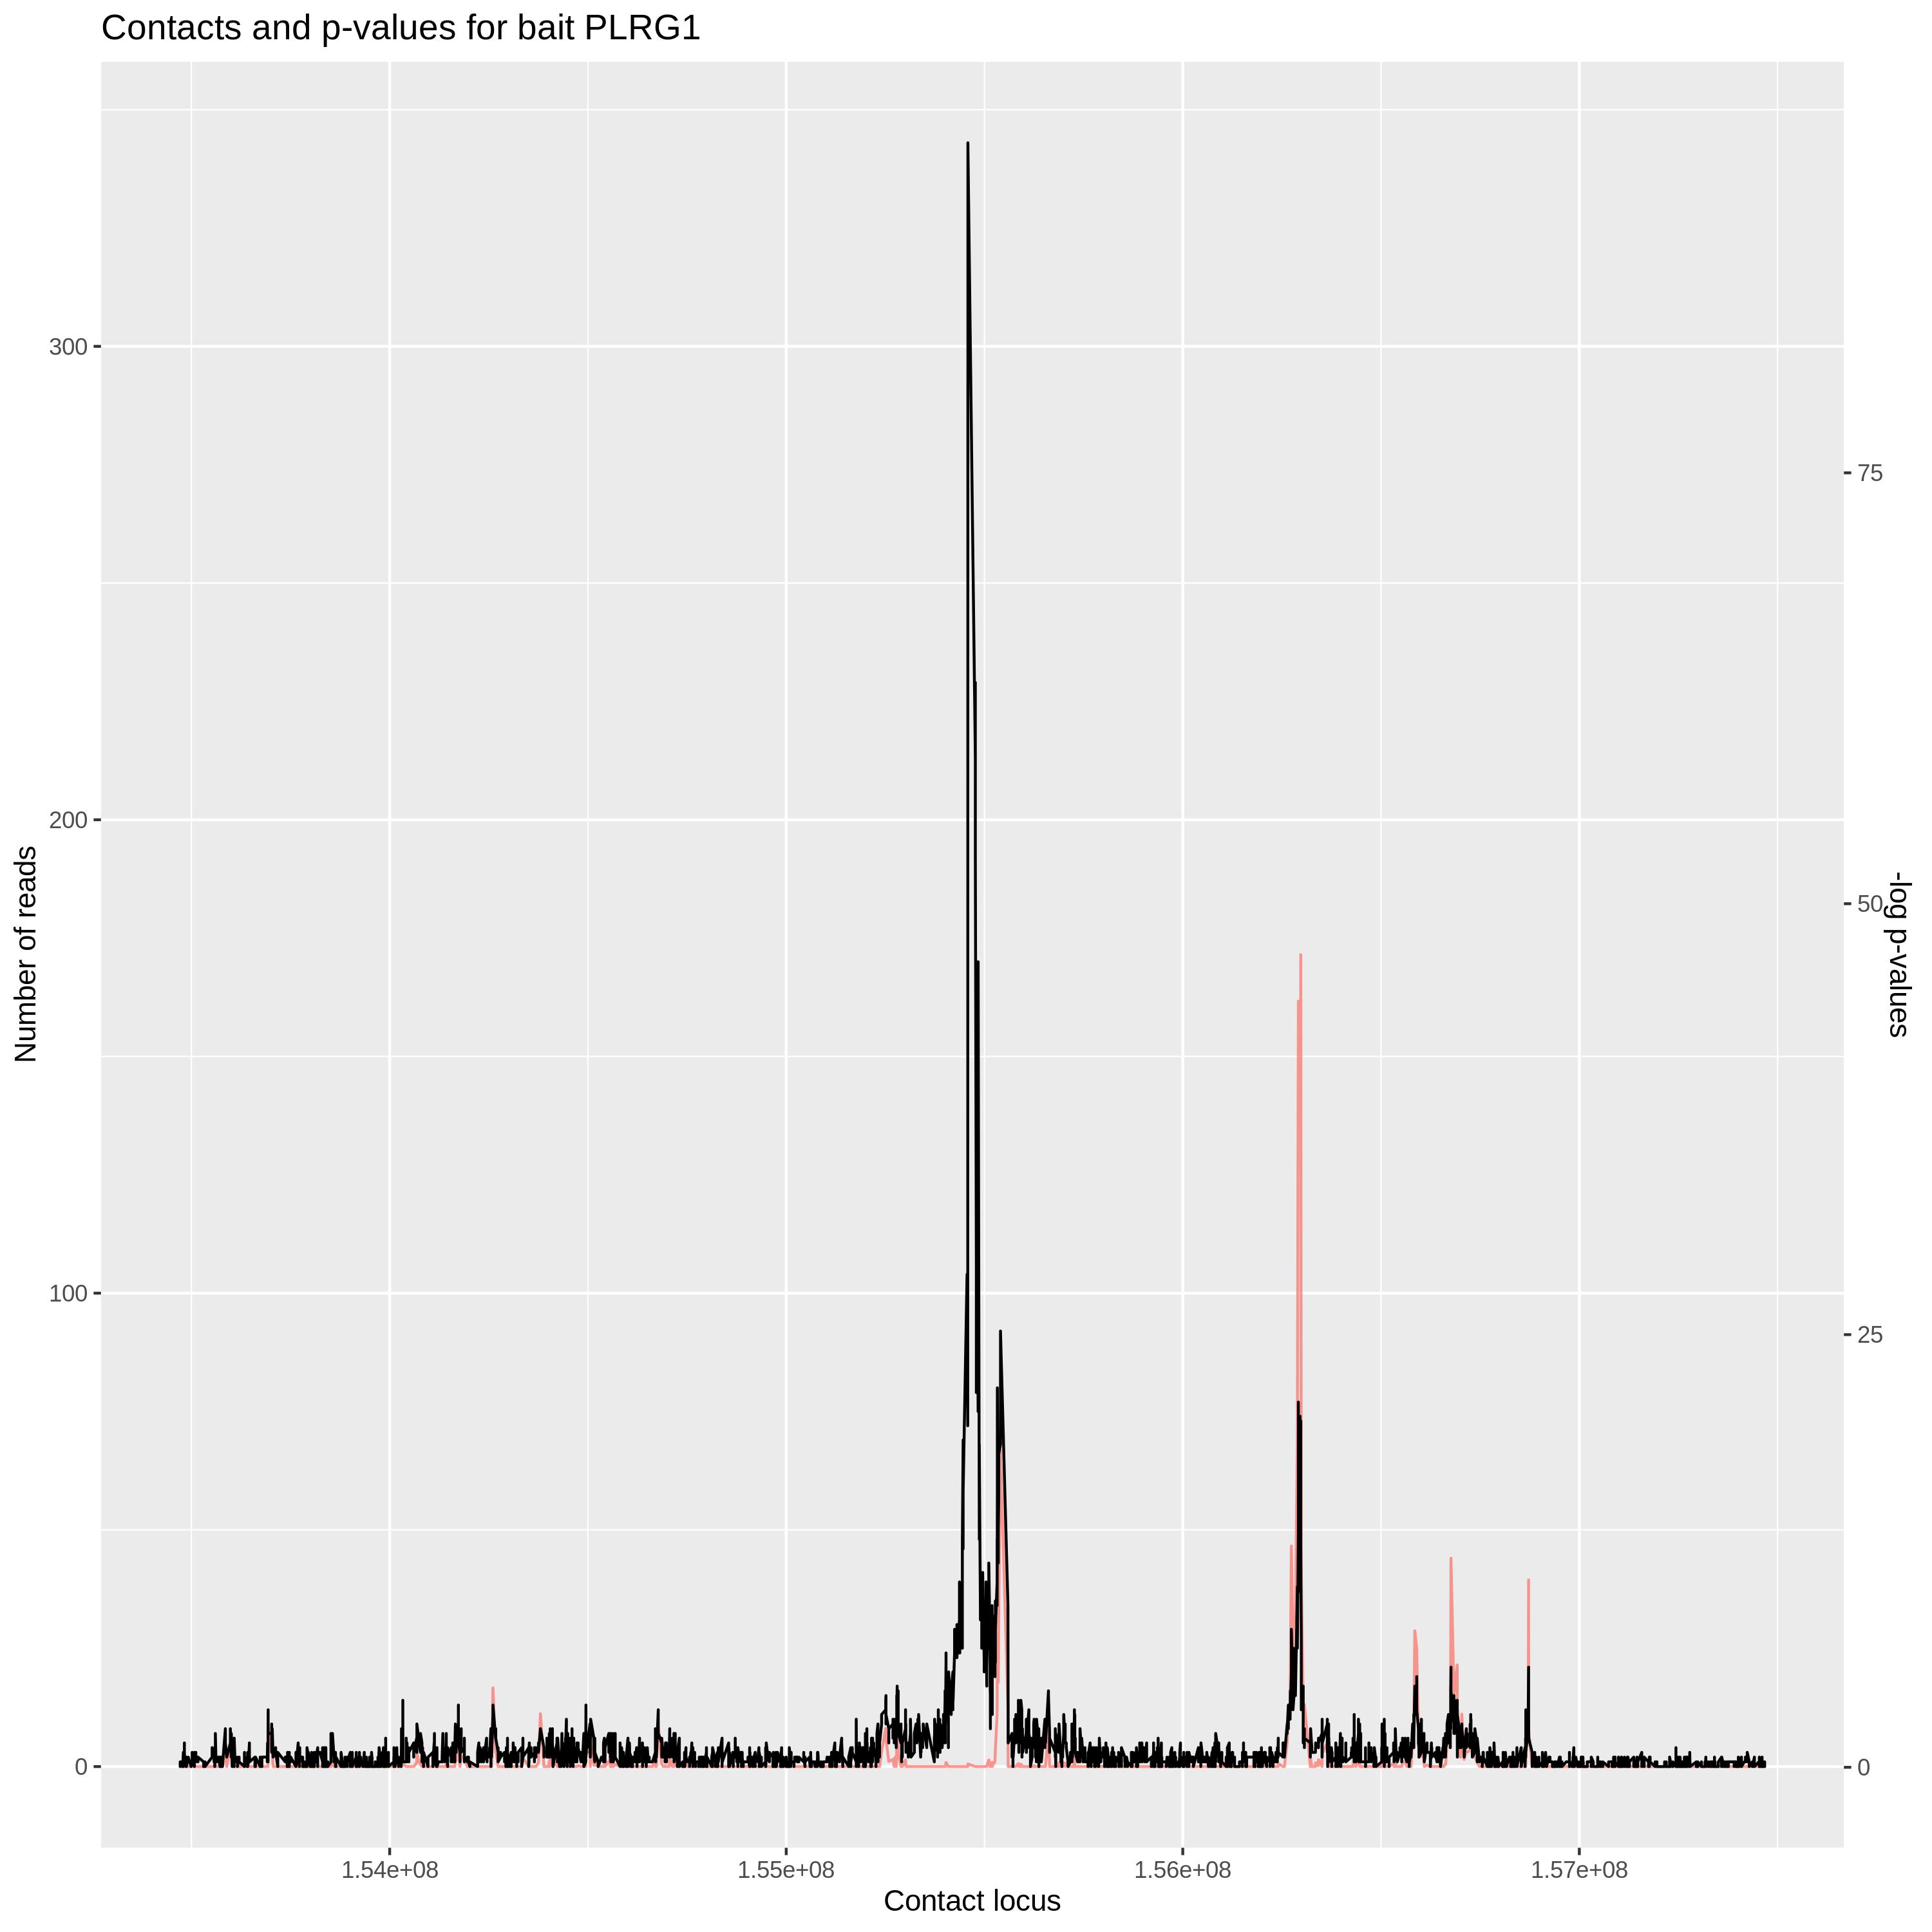 Contacts and p-values for bait PLRG1
Number of reads
300
200
100
0
75
50
25
0
-log p-values
1.54e+08 1.55e+08 1.56e+08 1.57e+08
Contact locus